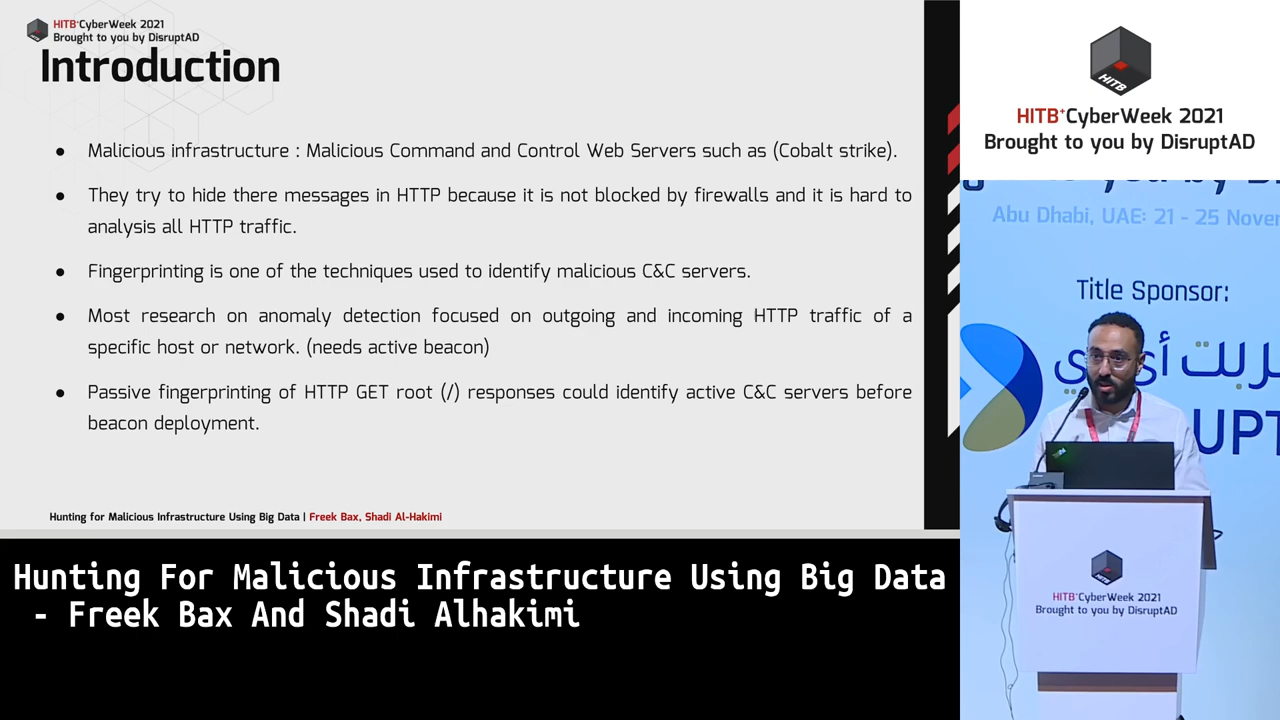 HITB+CyberWeek 2021
Brought to you by DisruptAD
Introduction
● Malicious infrastructure : Malicious Command and Control Web Servers such as (Cobalt strike).
● They try to hide there messages in HTTP because it is not blocked by firewalls and it is hard to
analysis all HTTP traffic.
● Fingerprinting is one of the techniques used to identify malicious C&C servers.
● Most research on anomaly detection focused on outgoing and incoming HTTP traffic of a
specific host or network. (needs active beacon)
● Passive fingerprinting of HTTP GET root (/) responses could identify active C&C servers before
beacon deployment.
Hunting for Malicious Infrastructure Using Big Data | Freek Bax, Shadi Al-Hakimi
Hunting For Malicious Infrastructure Using Big Data
- Freek Bax And Shadi Alhakimi
HITB
HITB+CyberWeek 2021
Brought to you by DisruptAD
Abu Dhabi, UAE: 21 - 25 Nover
Title Sponsor:
UPT
HITB
HITB+CyberWeek 2021
Brought to you by DisruptAD